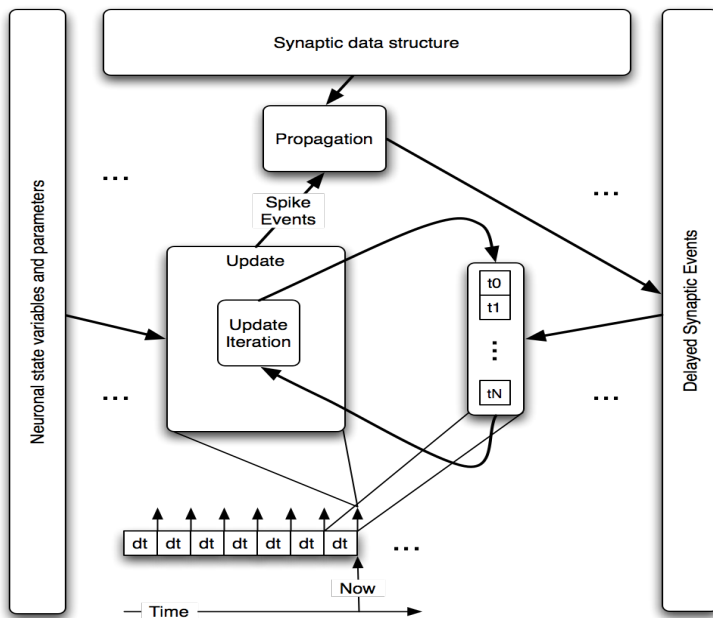 Synaptic data structure
Neuronal state variables and parameters
Propagation
...
...
Spike
Events
Update
Update
Iteration
t0
t1
...
tN
Delayed Synaptic Events
...
...
dt dt dt dt dt dt dt ...
Now
Time